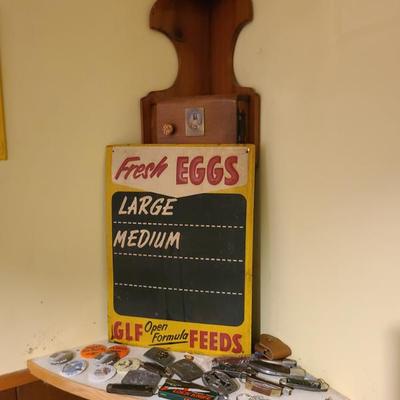 Fresh EGGS
LARGE
MEDIUM
GLF Open Formula FEEDS